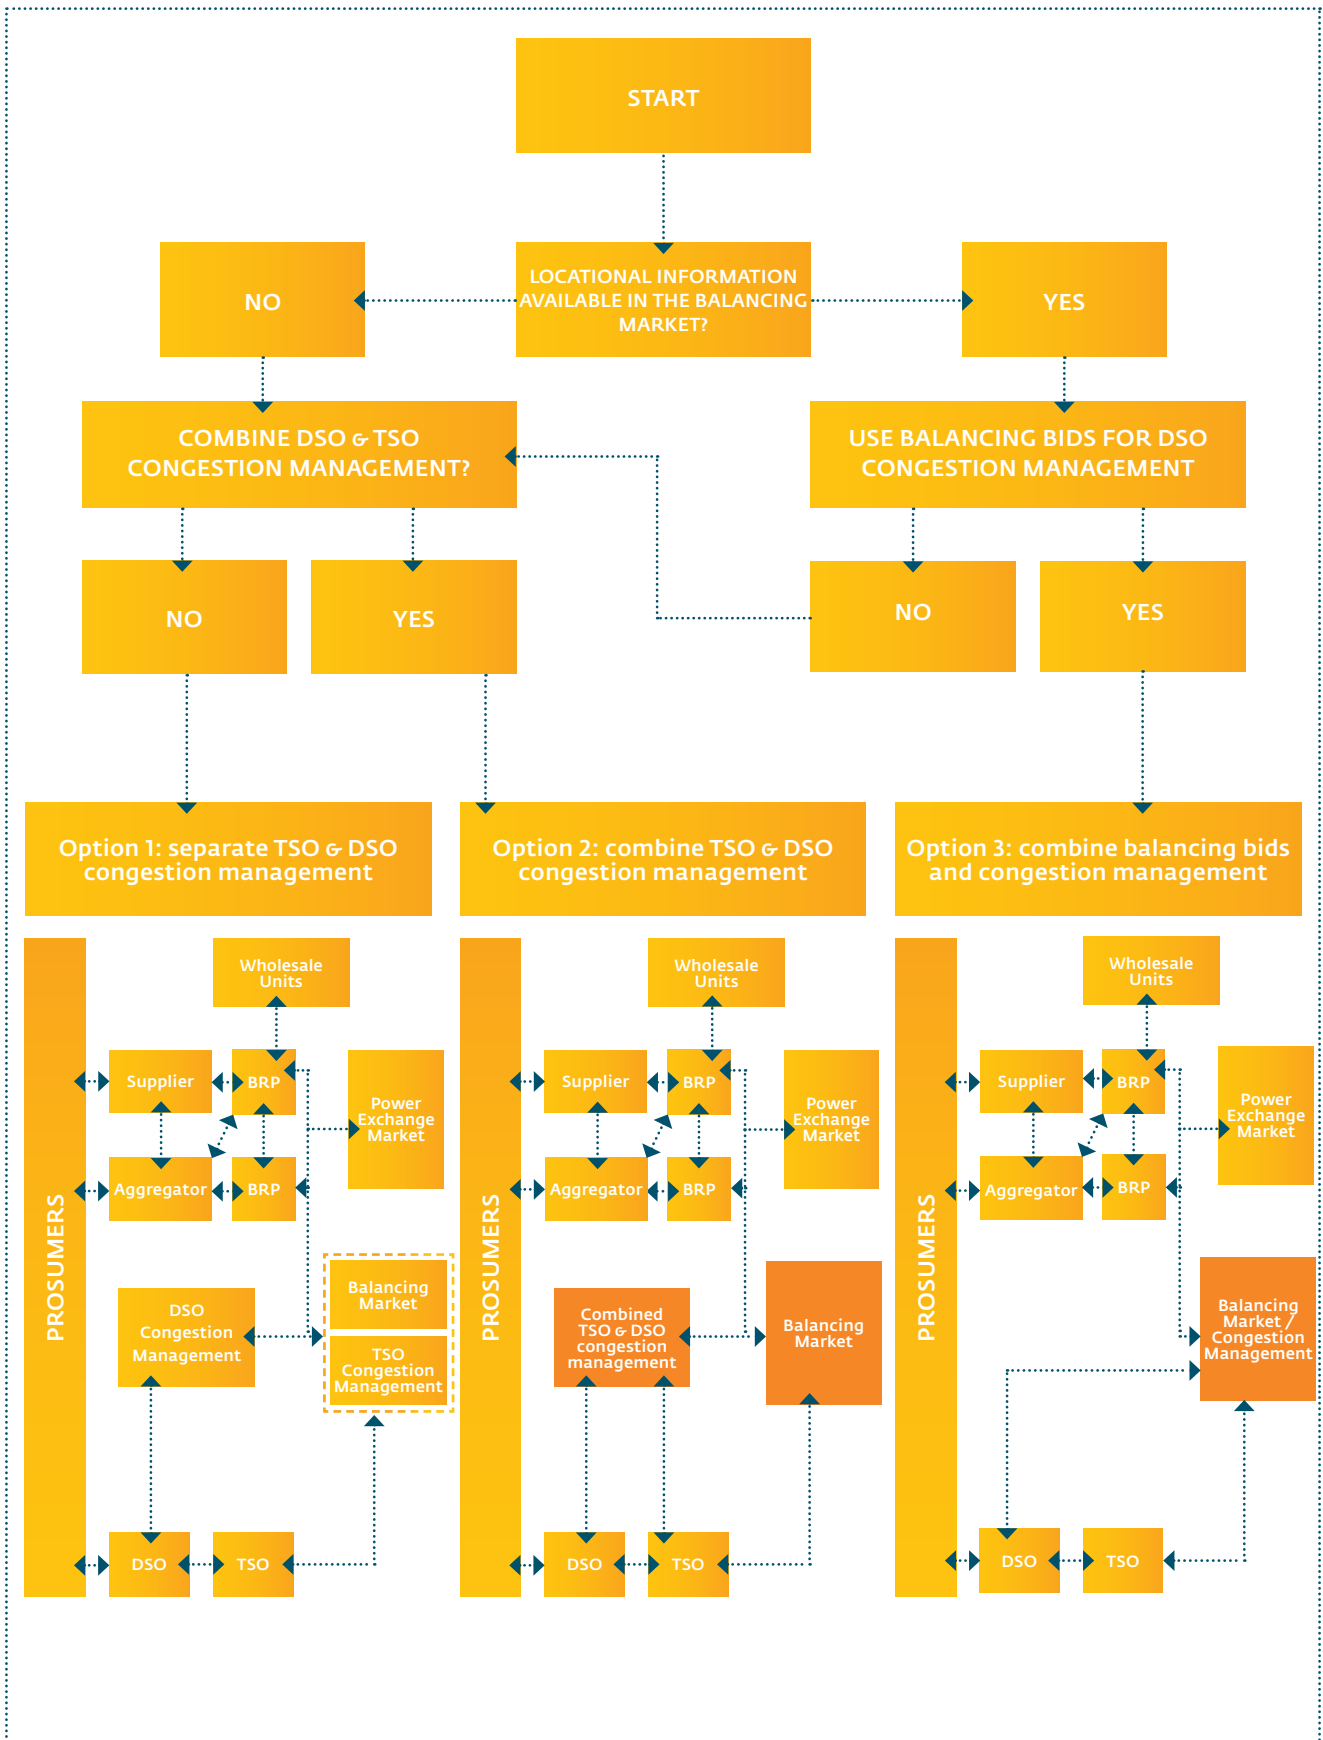 START
NO
LOCATIONAL INFORMATION
AVAILABLE IN THE BALANCING
MARKET?
YES
COMBINE DSO & TSO
CONGESTION MANAGEMENT?
USE BALANCING BIDS FOR DSO
CONGESTION MANAGEMENT
NO
YES
NO
YES
Option 1: separate TSO & DSO
congestion management
Option 2: combine TSO & DSO
congestion management
Option 3: combine balancing bids
and congestion management
PROSUMERS
Wholesale
Units
Supplier
BRP
Power
Exchange
Market
Aggregator
BRP
Balancing
Market
DSO
Congestion
Management
TSO
Congestion
Management
DSO
TSO
PROSUMERS
Wholesale
Units
Supplier
BRP
Power
Exchange
Market
Aggregator
BRP
Combined
TSO & DSO
congestion
management
Balancing
Market
DSO
TSO
PROSUMERS
Wholesale
Units
Supplier
BRP
Power
Exchange
Market
Aggregator
BRP
Balancing
Market /
Congestion
Management
DSO
TSO